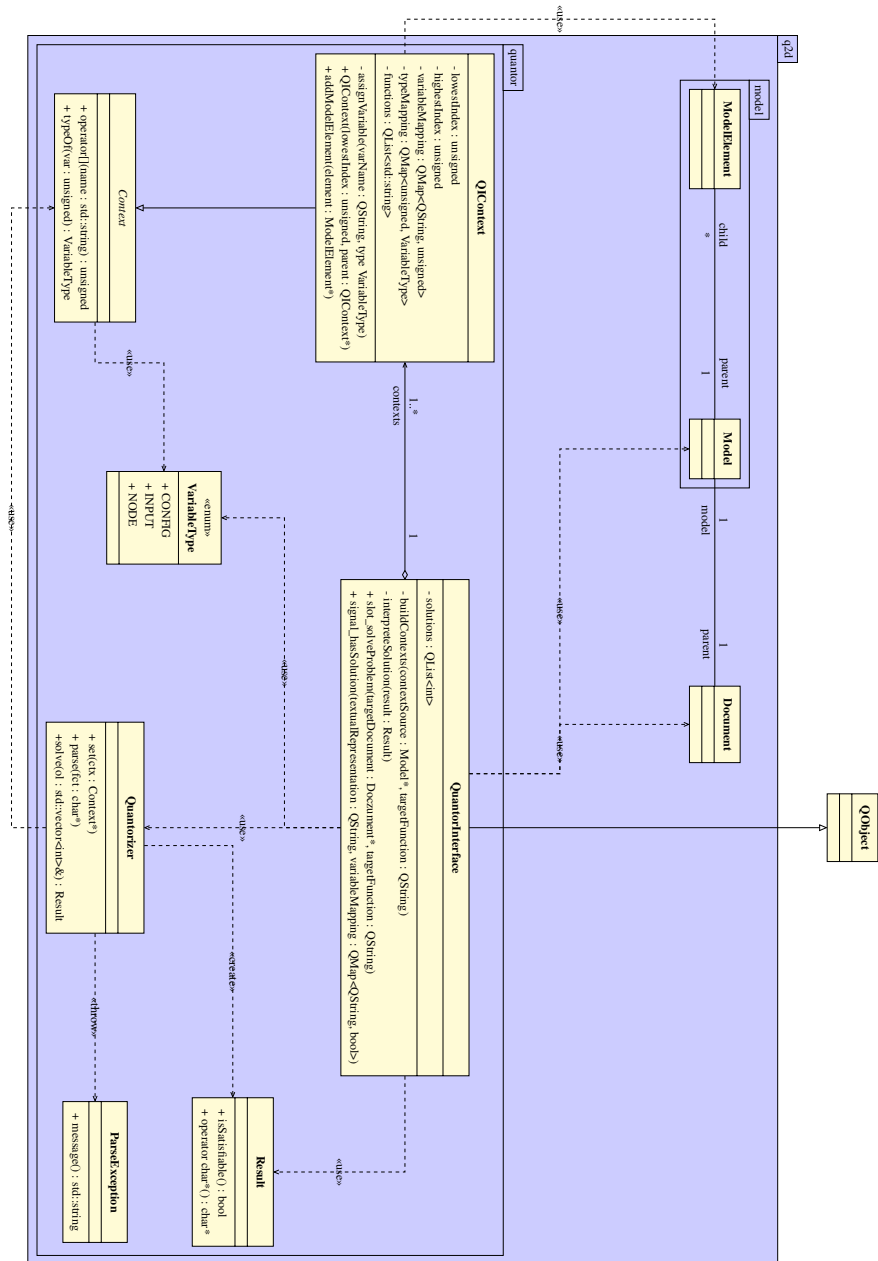 q2d
model
ModelElement
child
*
parent
1
Model
1
model
1
parent
Document
QObject
«use»
«use»
«use»
quantor
QIContext
- lowestIndex : unsigned
- highestIndex : unsigned
- variableMapping : QMap<QString, unsigned>
- typeMapping : QMap<unsigned, VariableType>
- functions : QList<std::string>
- assignVariable(varName : QString, type VariableType)
+ QIContext(lowestIndex : unsigned, parent : QIContext*)
+ addModelElement(element : ModelElement*)
1..*
contexts
1
QuantorInterface
- solutions : QList<int>
- buildContexts(contextSource : Model*, targetFunction : QString)
- interpreteSolution(result : Result)
+ slot_solveProblem(targetDocument : Doczument*, targetFunction : QString)
+ signal_hasSolution(textualRepresentation : QString, variableMapping : QMap<QString, bool>)
Context
+ operator[](name : std::string) : unsigned
+ typeOf(var : unsigned) : VariableType
«use»
«enum»
VariableType
+ CONFIG
+ INPUT
+ NODE
«use»
«use»
«create»
«use»
Result
+ isSatisfiable() : bool
+ operator char*() : char*
Quantorizer
+ set(ctx : Context*)
+ parse(fct : char*)
+solve(ol : std::vector<int>&) : Result
«throw»
ParseException
+ message() : std::string
«use»